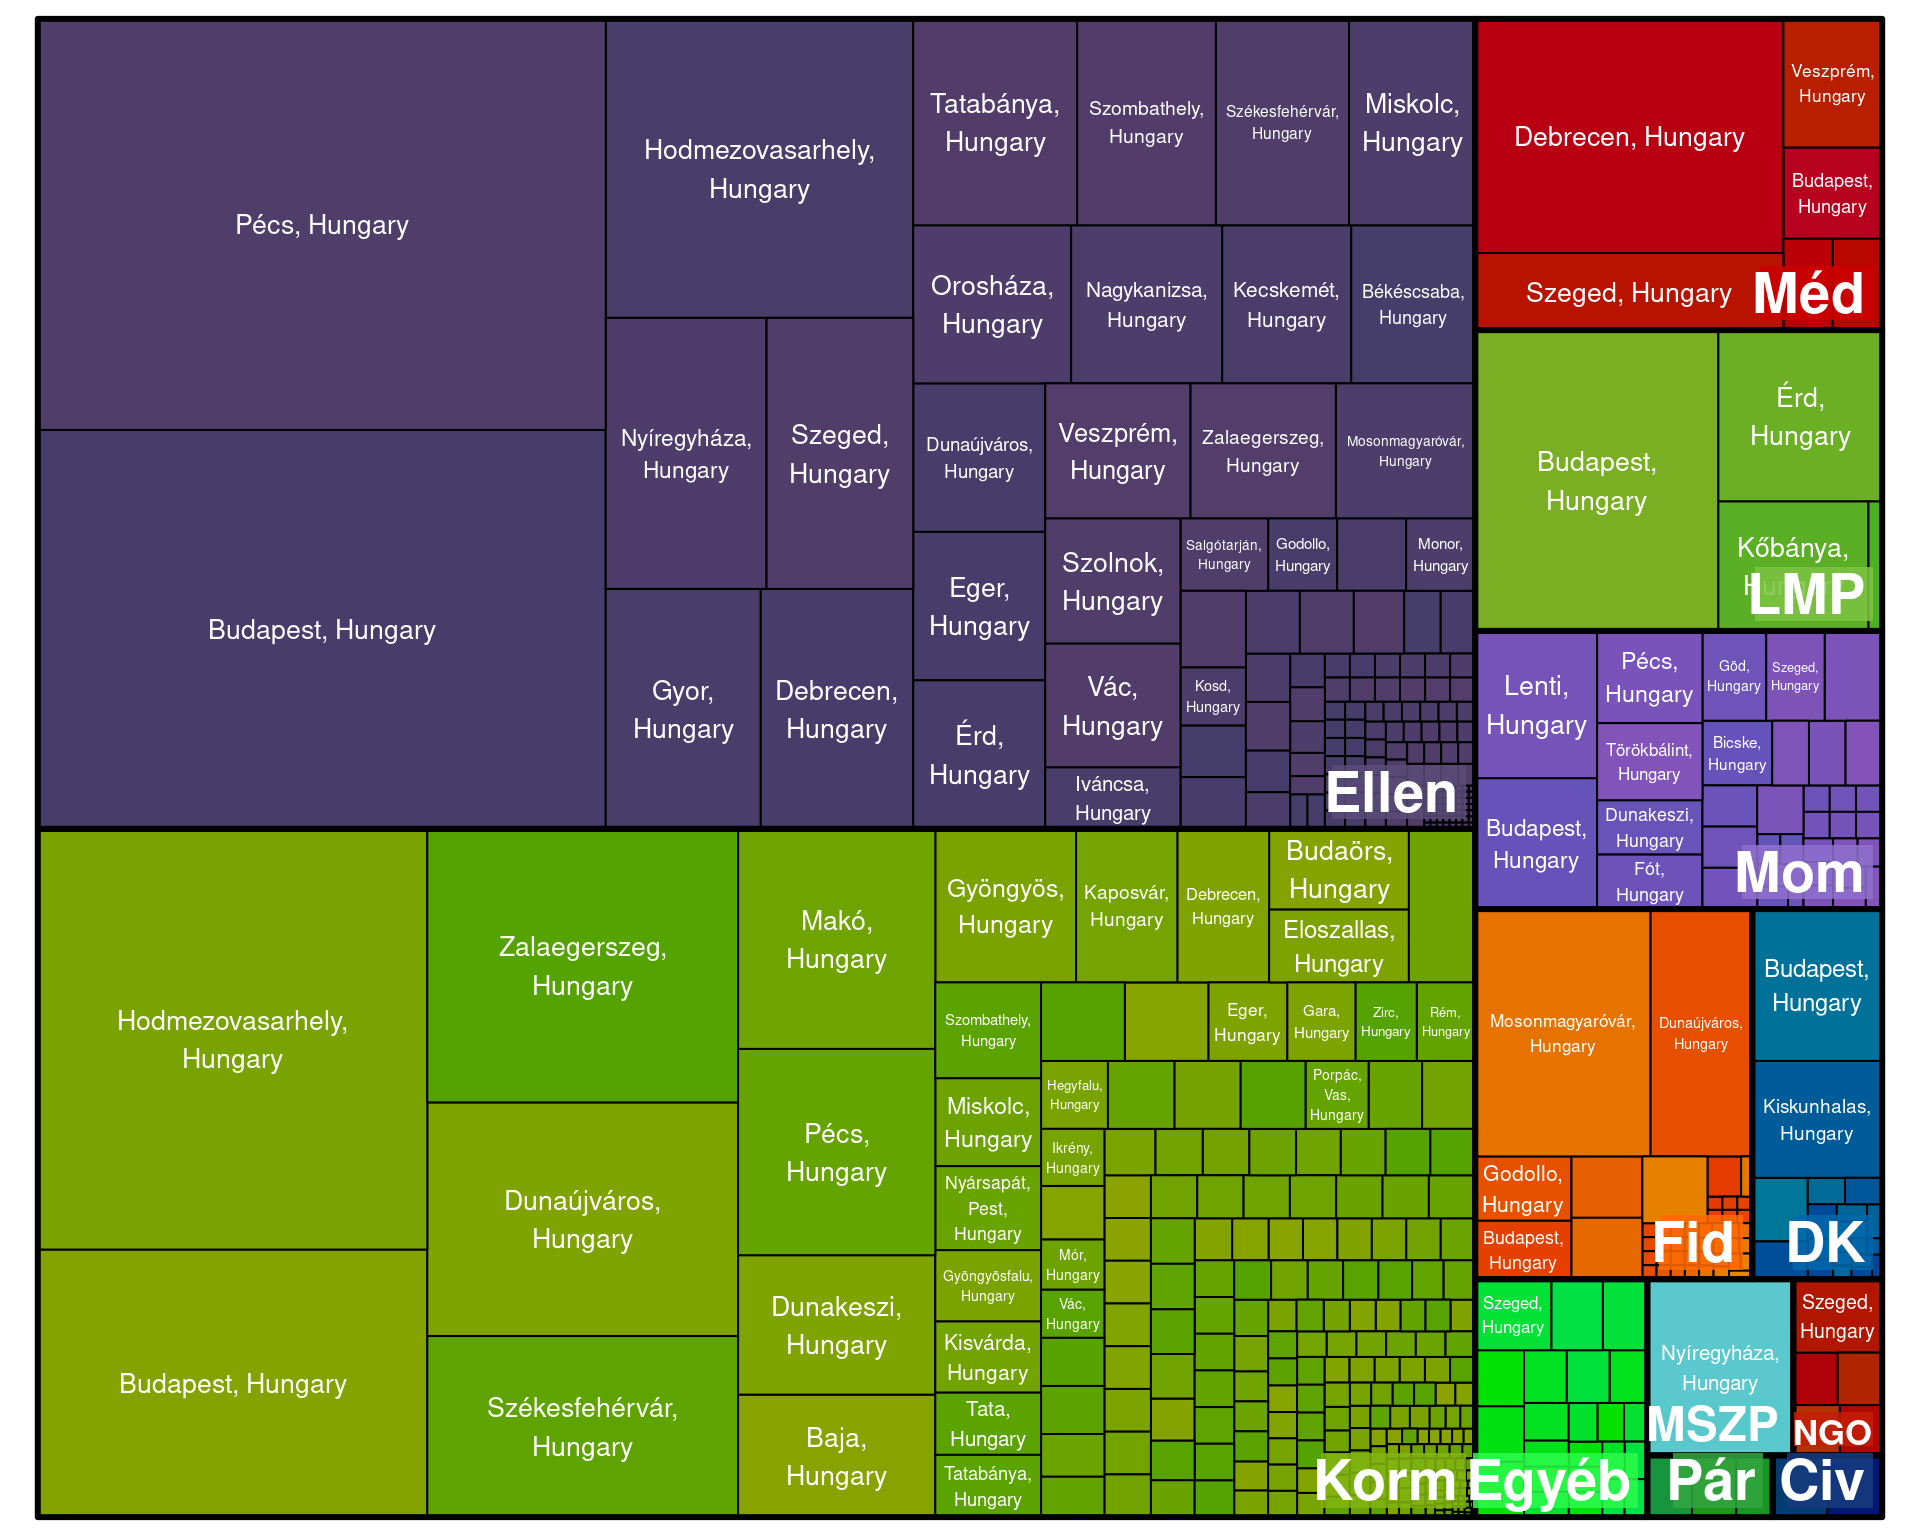 Pécs, Hungary
Budapest, Hungary
Hodmezovasarhely,
Hungary
Nyíregyháza,
Hungary
Szeged,
Hungary
Gyor,
Hungary
Debrecen,
Hungary
Tatabánya,
Hungary
Szombathely,
Hungary
Székesfehérvár,
Hungary
Miskolc,
Hungary
Orosháza,
Hungary
Nagykanizsa,
Hungary
Kecskemét,
Hungary
Békéscsaba,
Hungary
Dunaújváros,
Hungary
Eger,
Hungary
Érd,
Hungary
Veszprém,
Hungary
Zalaegerszeg,
Hungary
Mosonmagyaróvár,
Hungary
Szolnok,
Hungary
Vác,
Hungary
Iváncsa,
Hungary
Salgótarján,
Hungary
Godollo,
Hungary
Monor,
Hungary
Kosd,
Hungary
Ellen
Hodmezovasarhely,
Hungary
Budapest, Hungary
Zalaegerszeg,
Hungary
Dunaújváros,
Hungary
Székesfehérvár,
Hungary
Makó,
Hungary
Pécs,
Hungary
Dunakeszi,
Hungary
Baja,
Hungary
Gyöngyös,
Hungary
Kaposvár,
Hungary
Debrecen,
Hungary
Budaörs,
Hungary
Eloszallas,
Hungary
Szombathely,
Hungary
Miskolc,
Hungary
Nyársapát,
Pest,
Hungary
Gyöngyösfalu,
Hungary
Kisvárda,
Hungary
Tata,
Hungary
Tatabánya,
Hungary
Eger,
Hungary
Gara,
Hungary
Zirc,
Hungary
Rém,
Hungary
Hegyfalu,
Hungary
Porpác,
Vas,
Hungary
Ikrény,
Hungary
Mór,
Hungary
Vác,
Hungary
Korm
Debrecen, Hungary
Szeged, Hungary
Veszprém,
Hungary
Budapest,
Hungary
Méd
Budapest,
Hungary
Érd,
Hungary
Kőbánya,
LMP
Lenti,
Hungary
Budapest,
Hungary
Pécs,
Hungary
Törökbálint,
Hungary
Dunakeszi,
Hungary
Fót,
Hungary
Göd,
Hungary
Szeged,
Hungary
Bicske,
Hungary
Mom
Mosonmagyaróvár,
Hungary
Dunaújváros,
Hungary
Godollo,
Hungary
Budapest,
Hungary
Fid
Budapest,
Hungary
Kiskunhalas,
Hungary
DK
Szeged,
Hungary
Egyéb
Nyíregyháza,
Hungary
MSZP
Szeged,
Hungary
NGO
Pár
Civ